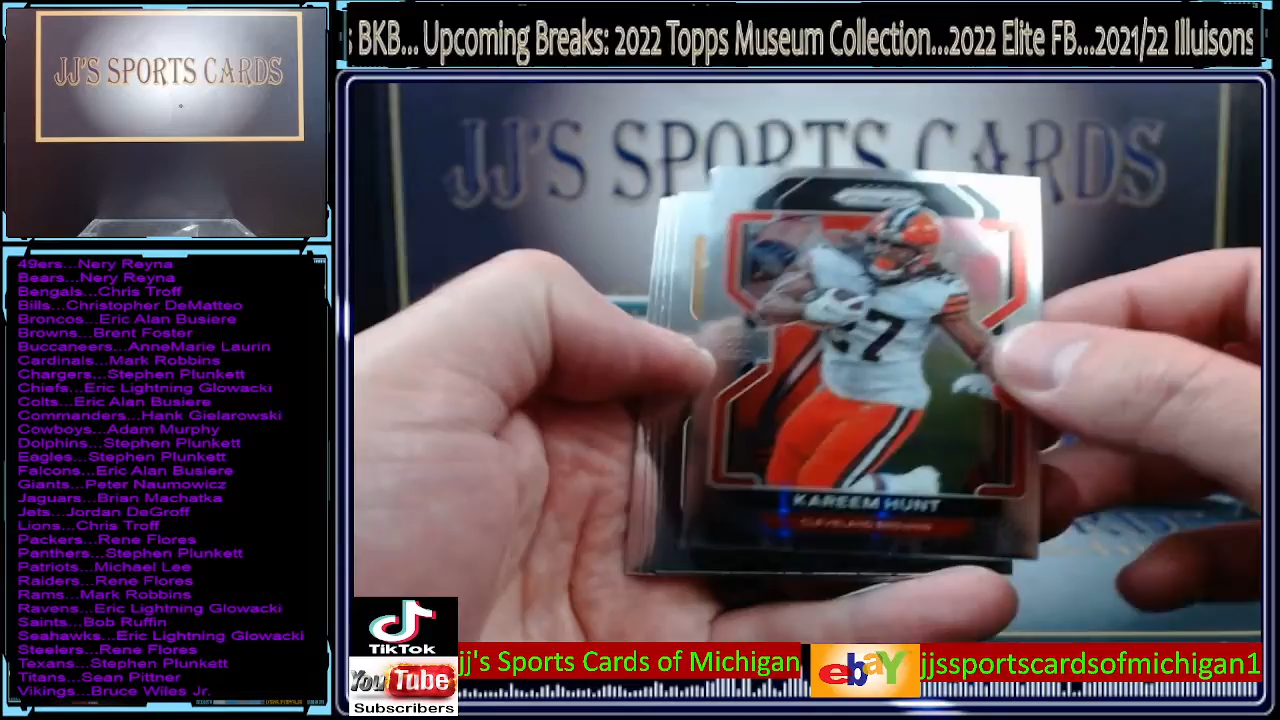 JJ'S SPORTS CARDS
BKB... Upcoming Breaks: 2022 Topps Museum Collection...2022 Elite FB...2021/22 Illuisons
JJ'S SPORTS CARDS
PRIZM
27
KAREEM HUNT
CLEVELAND BROWNS
49ers...Nery Reyna
Bears...Nery Reyna
Bengals...Chris Troff
Bills...Christopher DeMatteo
Broncos...Eric Alan Busiere
Browns...Brent Foster
Buccaneers...AnneMarie Laurin
Cardinals...Mark Robbins
Chargers...Stephen Plunkett
Chiefs...Eric Lightning Glowacki
Colts...Eric Alan Busiere
Commanders...Hank Gielarowski
Cowboys...Adam Murphy
Dolphins...Stephen Plunkett
Eagles...Stephen Plunkett
Falcons...Eric Alan Busiere
Giants...Peter Naumowicz
Jaguars...Brian Machatka
Jets...Jordan DeGroff
Lions...Chris Troff
Packers...Rene Flores
Panthers...Stephen Plunkett
Patriots...Michael Lee
Raiders...Rene Flores
Rams...Mark Robbins
Ravens...Eric Lightning Glowacki
Saints...Bob Ruffin
Seahawks...Eric Lightning Glowacki
Steelers...Rene Flores
Texans...Stephen Plunkett
Titans...Sean Pittner
Vikings...Bruce Wiles Jr.
TikTok
YouTube
Subscribers
jj's Sports Cards of Michigan
ebay
jjssportscardsofmichigan1